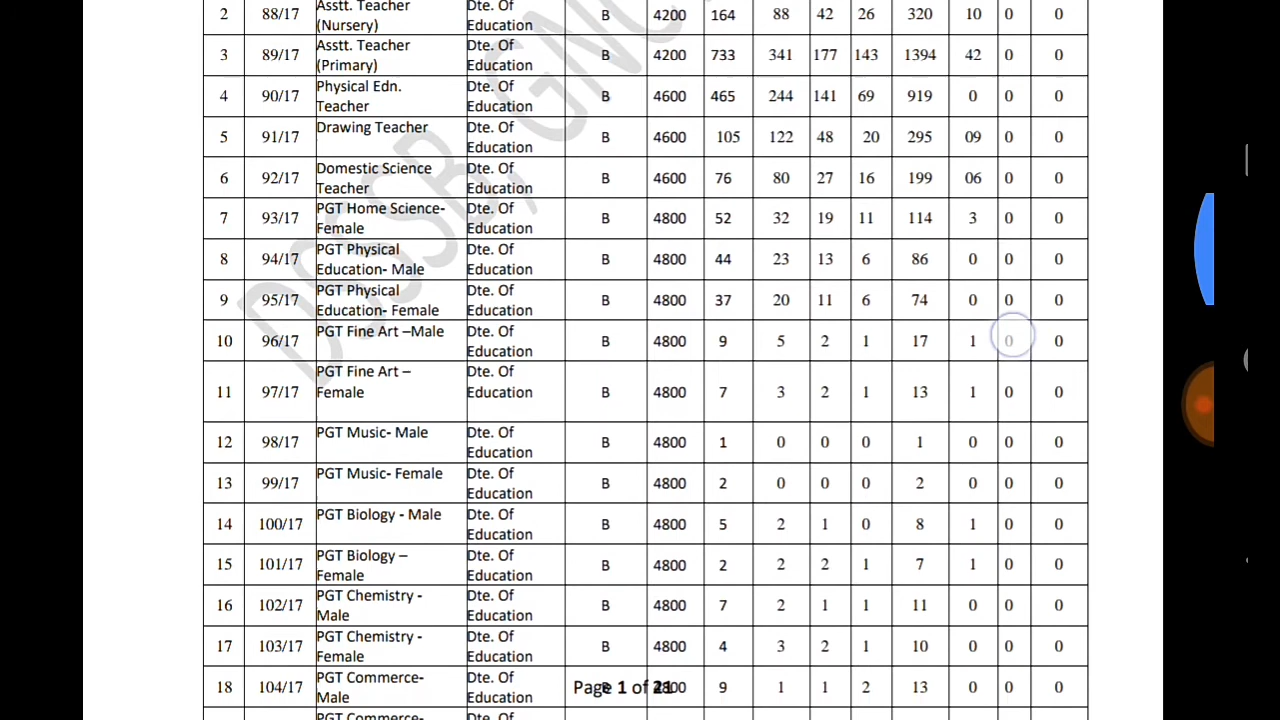 2 88/17 Asstt. Teacher (Nursery) Dte. Of Education B 4200 164 88 42 26 320 10 0 0
3 89/17 Asstt. Teacher (Primary) Dte. Of Education B 4200 733 341 177 143 1394 42 0 0
4 90/17 Physical Edn. Teacher Dte. Of Education B 4600 465 244 141 69 919 0 0 0
5 91/17 Drawing Teacher Dte. Of Education B 4600 105 122 48 20 295 09 0 0
6 92/17 Domestic Science Teacher Dte. Of Education B 4600 76 80 27 16 199 06 0 0
7 93/17 PGT Home Science- Female Dte. Of Education B 4800 52 32 19 11 114 3 0 0
8 94/17 PGT Physical Education- Male Dte. Of Education B 4800 44 23 13 6 86 0 0 0
9 95/17 PGT Physical Education- Female Dte. Of Education B 4800 37 20 11 6 74 0 0 0
10 96/17 PGT Fine Art –Male Dte. Of Education B 4800 9 5 2 1 17 1 0 0
11 97/17 PGT Fine Art – Female Dte. Of Education B 4800 7 3 2 1 13 1 0 0
12 98/17 PGT Music- Male Dte. Of Education B 4800 1 0 0 0 1 0 0 0
13 99/17 PGT Music- Female Dte. Of Education B 4800 2 0 0 0 2 0 0 0
14 100/17 PGT Biology - Male Dte. Of Education B 4800 5 2 1 0 8 1 0 0
15 101/17 PGT Biology – Female Dte. Of Education B 4800 2 2 2 1 7 1 0 0
16 102/17 PGT Chemistry - Male Dte. Of Education B 4800 7 2 1 1 11 0 0 0
17 103/17 PGT Chemistry - Female Dte. Of Education B 4800 4 3 2 1 10 0 0 0
18 104/17 PGT Commerce- Male Dte. Of Education 9 1 1 2 13 0 0 0
Page 1 of 21
PGT Commerce- Dte. Of
DSSSB,